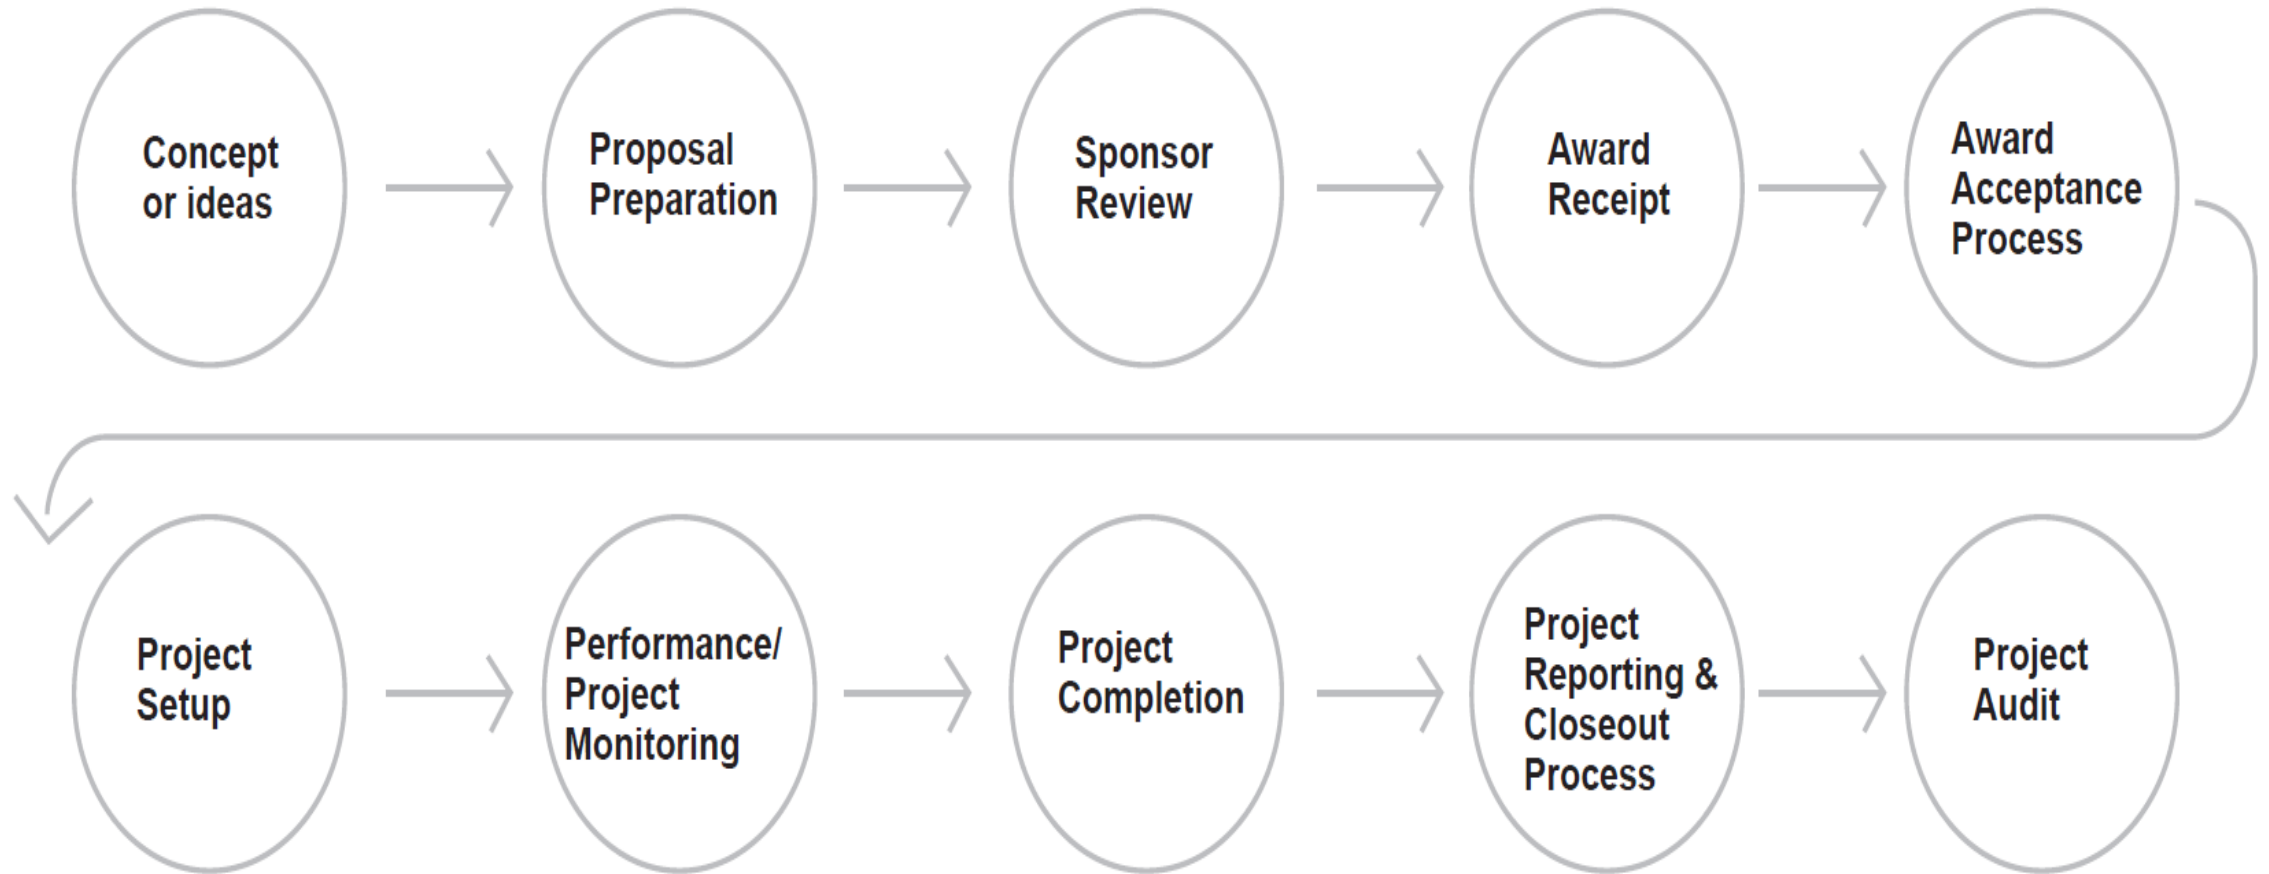 Concept
or ideas
Proposal
Preparation
Sponsor
Review
Award
Receipt
Award
Acceptance
Process
Project
Setup
Performance/
Project
Monitoring
Project
Completion
Project
Reporting &
Closeout
Process
Project
Audit